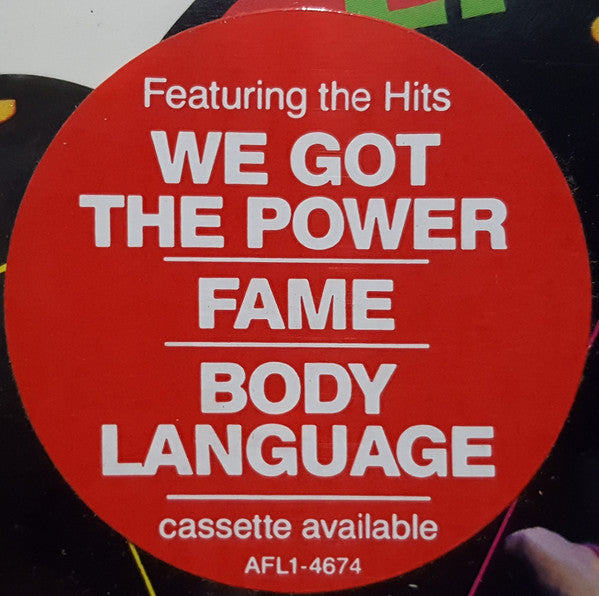 Featuring the Hits
WE GOT
THE POWER
FAME
BODY
LANGUAGE
cassette available
AFL1-4674